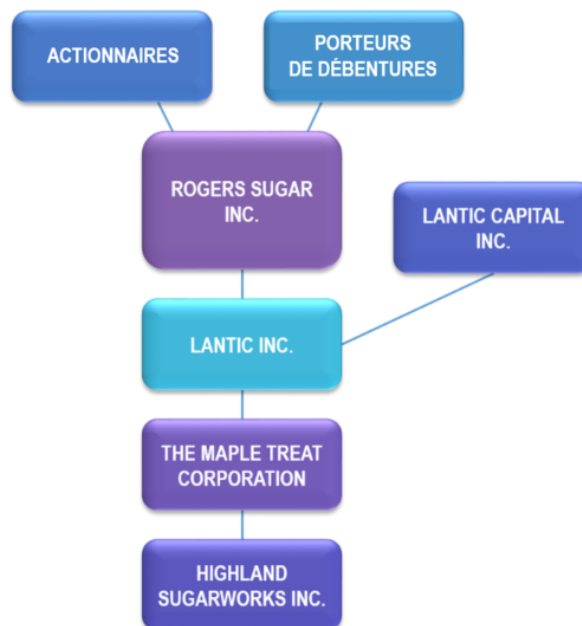 ACTIONNAIRES
PORTEURS
DE DÉBENTURES
ROGERS SUGAR
INC.
LANTIC CAPITAL
INC.
LANTIC INC.
THE MAPLE TREAT
CORPORATION
HIGHLAND
SUGARWORKS INC.